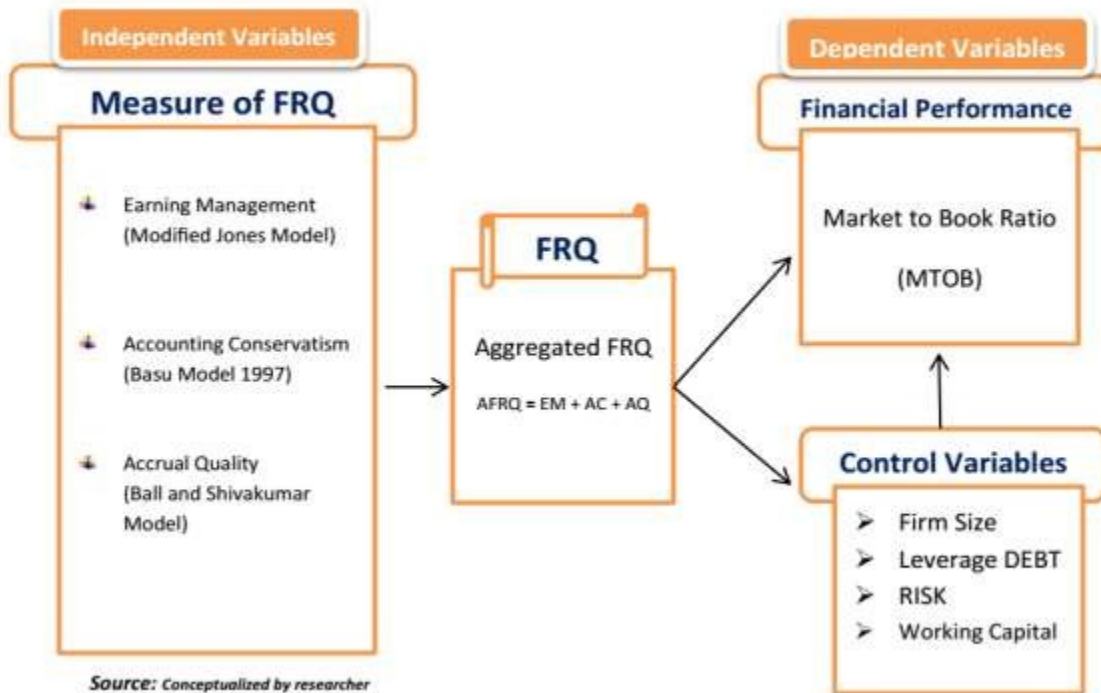 Independent Variables
Measure of FRQ
Earning Management
(Modified Jones Model)
Accounting Conservatism
(Basu Model 1997)
Accrual Quality
(Ball and Shivakumar
Model)
Source: Conceptualized by researcher
FRQ
Aggregated FRQ
AFRQ = EM + AC + AQ
Dependent Variables
Financial Performance
Market to Book Ratio
(MTOB)
Control Variables
Firm Size
Leverage DEBT
RISK
Working Capital